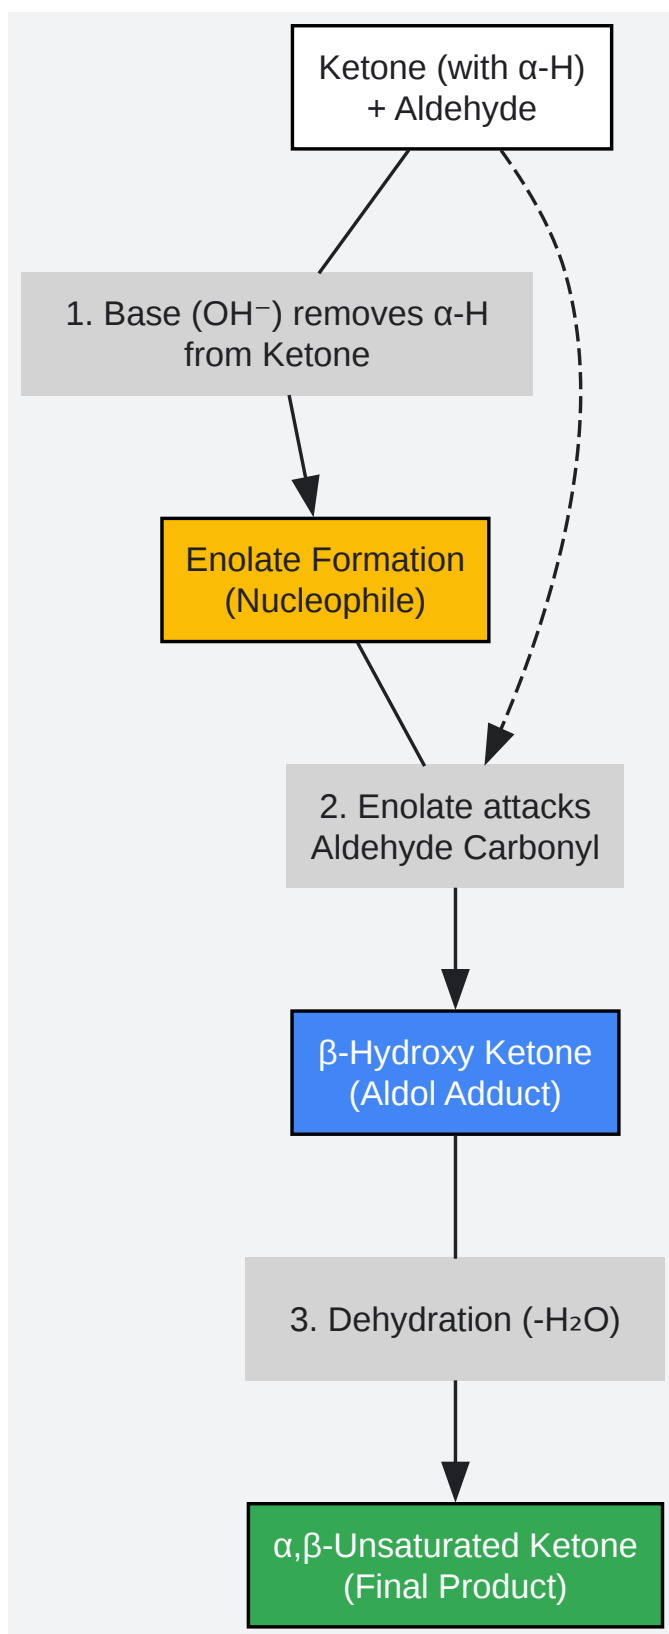 Ketone (with α-H)
+ Aldehyde
1. Base (OH⁻) removes α-H
from Ketone
Enolate Formation
(Nucleophile)
2. Enolate attacks
Aldehyde Carbonyl
β-Hydroxy Ketone
(Aldol Adduct)
3. Dehydration (-H₂O)
α,β-Unsaturated Ketone
(Final Product)